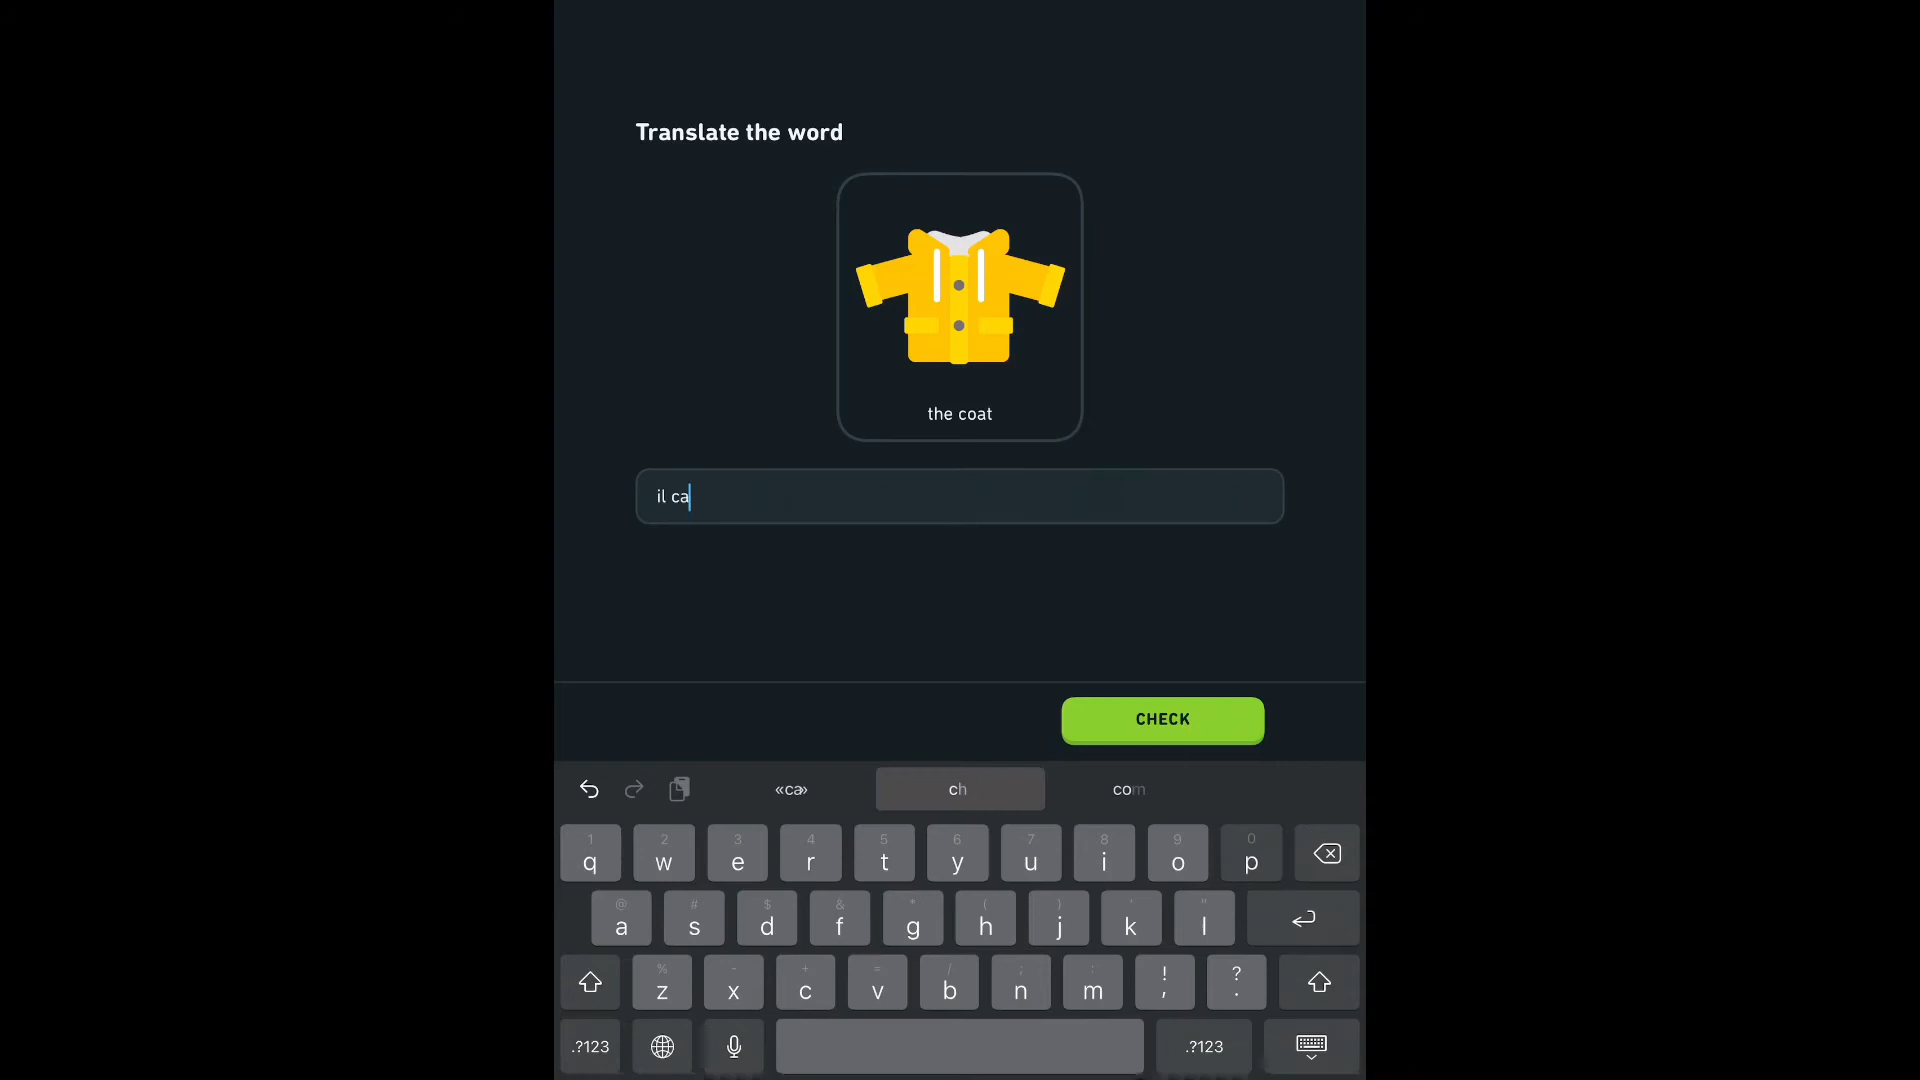 Translate the word
the coat
il ca
CHECK
«ca» ch com
1 2 3 4 5 6 7 8 9 0
q w e r t y u i o p
@ # $ & * ( ) ' "
a s d f g h j k l
% - + = / ; : ! ?
z x c v b n m , .
.?123 .?123